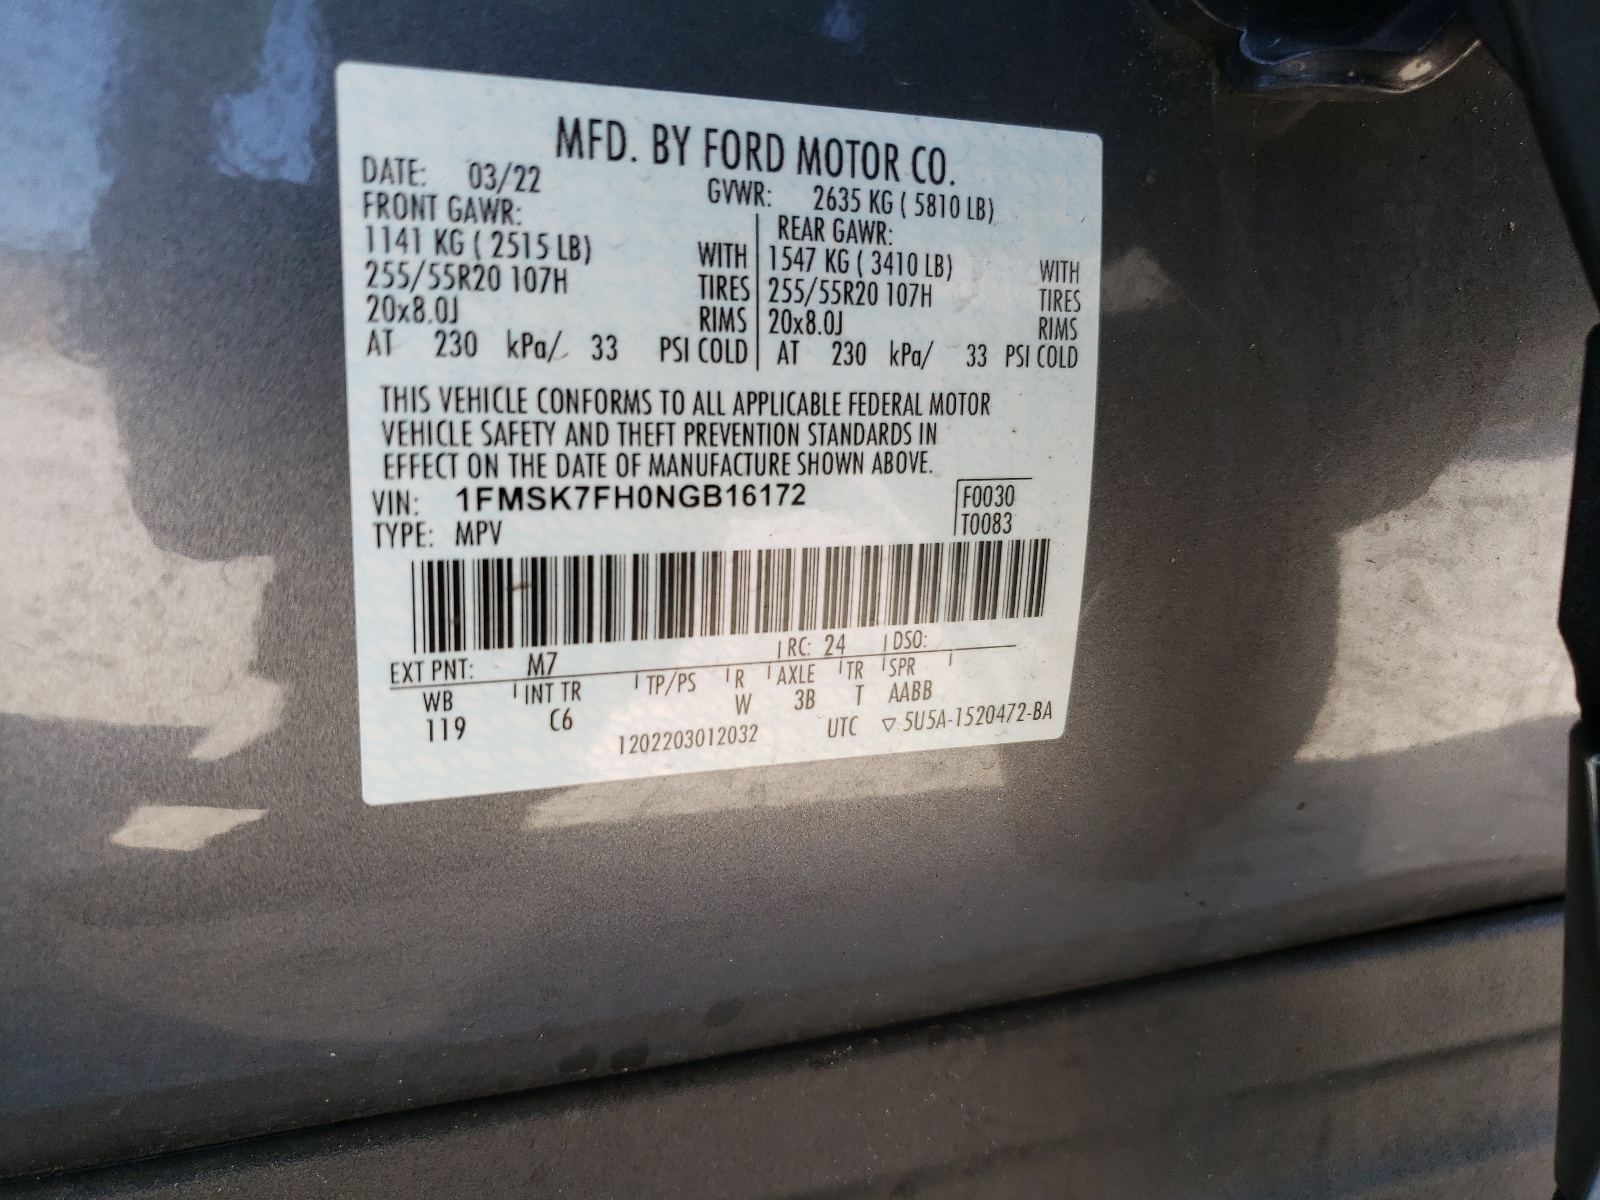 MFD. BY FORD MOTOR CO.
DATE: 03/22 GVWR: 2635 KG ( 5810 LB)
FRONT GAWR: REAR GAWR:
1141 KG ( 2515 LB) WITH 1547 KG ( 3410 LB) WITH
255/55R20 107H TIRES 255/55R20 107H TIRES
20x8.0J RIMS 20x8.0J RIMS
AT 230 kPa/ 33 PSI COLD AT 230 kPa/ 33 PSI COLD
THIS VEHICLE CONFORMS TO ALL APPLICABLE FEDERAL MOTOR
VEHICLE SAFETY AND THEFT PREVENTION STANDARDS IN
EFFECT ON THE DATE OF MANUFACTURE SHOWN ABOVE.
VIN: 1FMSK7FH0NGB16172 F0030
TYPE: MPV T0083
EXT PNT: M7 RC: 24 DSO:
WB INT TR TP/PS R AXLE TR SPR
119 C6 W 3B T AABB
1202203012032 UTC ▽ 5U5A-1520472-BA